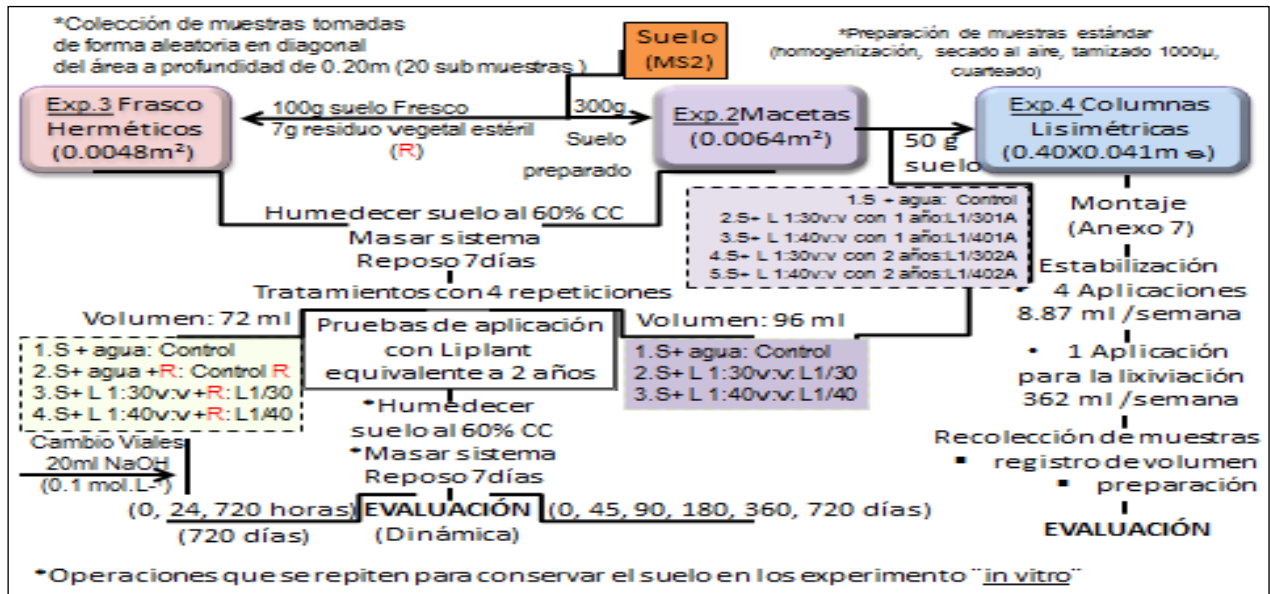 *Colección de muestras tomadas
de forma aleatoria en diagonal
del área a profundidad de 0.20m (20 sub muestras )
Suelo
(MS2)
*Preparación de muestras estándar
(homogenización, secado al aire, tamizado 1000µ,
cuarteado)
Exp.3 Frasco
Herméticos
(0.0048m²)
100g suelo Fresco
7g residuo vegetal estéril
(R)
300g
Suelo
preparado
Exp.2Macetas
(0.0064m²)
50 g
suelo
Exp.4 Columnas
Lisimétricas
(0.40X0.041m )
Humedecer suelo al 60% CC
Masar sistema
Reposo 7días
Tratamientos con 4 repeticiones
1.S + agua: Control
2.S+ L 1:30v:v con 1 año:L1/301A
3.S+ L 1:40v:v con 1 año:L1/401A
4.S+ L 1:30v:v con 2 años:L1/302A
5.S+ L 1:40v:v con 2 años:L1/402A
Montaje
(Anexo 7)
Estabilización
• 4 Aplicaciones
8.87 ml /semana
• 1 Aplicación
para la lixiviación
362 ml /semana
Recolección de muestras
▪ registro de volumen
▪ preparación
EVALUACIÓN
Volumen: 72 ml
1.S + agua: Control
2.S+ agua +R: Control R
3.S+ L 1:30v:v+R: L1/30
4.S+ L 1:40v:v+R: L1/40
Pruebas de aplicación
con Liplant
equivalente a 2 años
Volumen: 96 ml
1.S+ agua: Control
2.S+ L 1:30v:v: L1/30
3.S+ L 1:40v:v: L1/40
*Humedecer
suelo al 60% CC
*Masar sistema
Reposo 7días
Cambio Viales
20ml NaOH
(0.1 mol.L-¹)
(0, 24, 720 horas)
(720 días)
EVALUACIÓN
(Dinámica)
(0, 45, 90, 180, 360, 720 días)
*Operaciones que se repiten para conservar el suelo en los experimento ¨in vitro¨